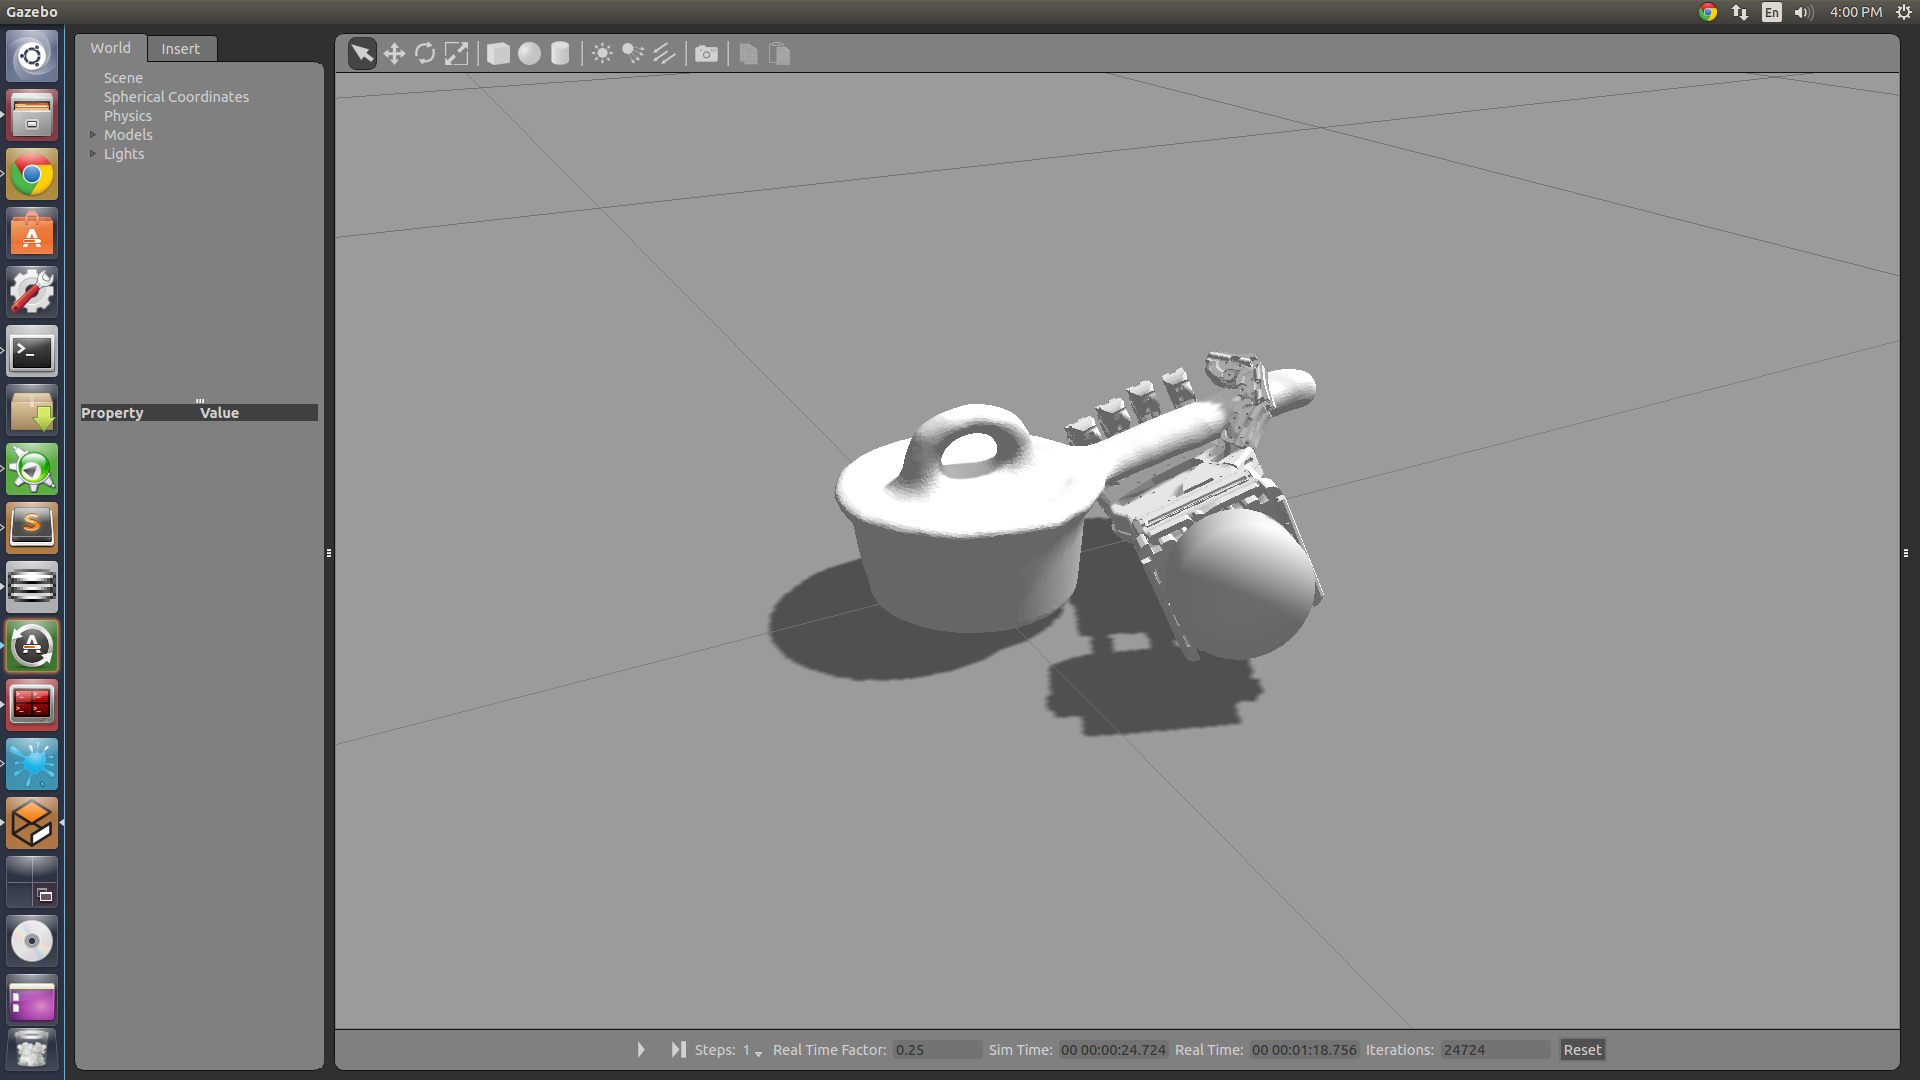 Gazebo
En
4:00 PM
World Insert
Scene
Spherical Coordinates
Physics
Models
Lights
Property Value
Steps: 1 Real Time Factor: 0.25 Sim Time: 00 00:00:24.724 Real Time: 00 00:01:18.756 Iterations: 24724 Reset